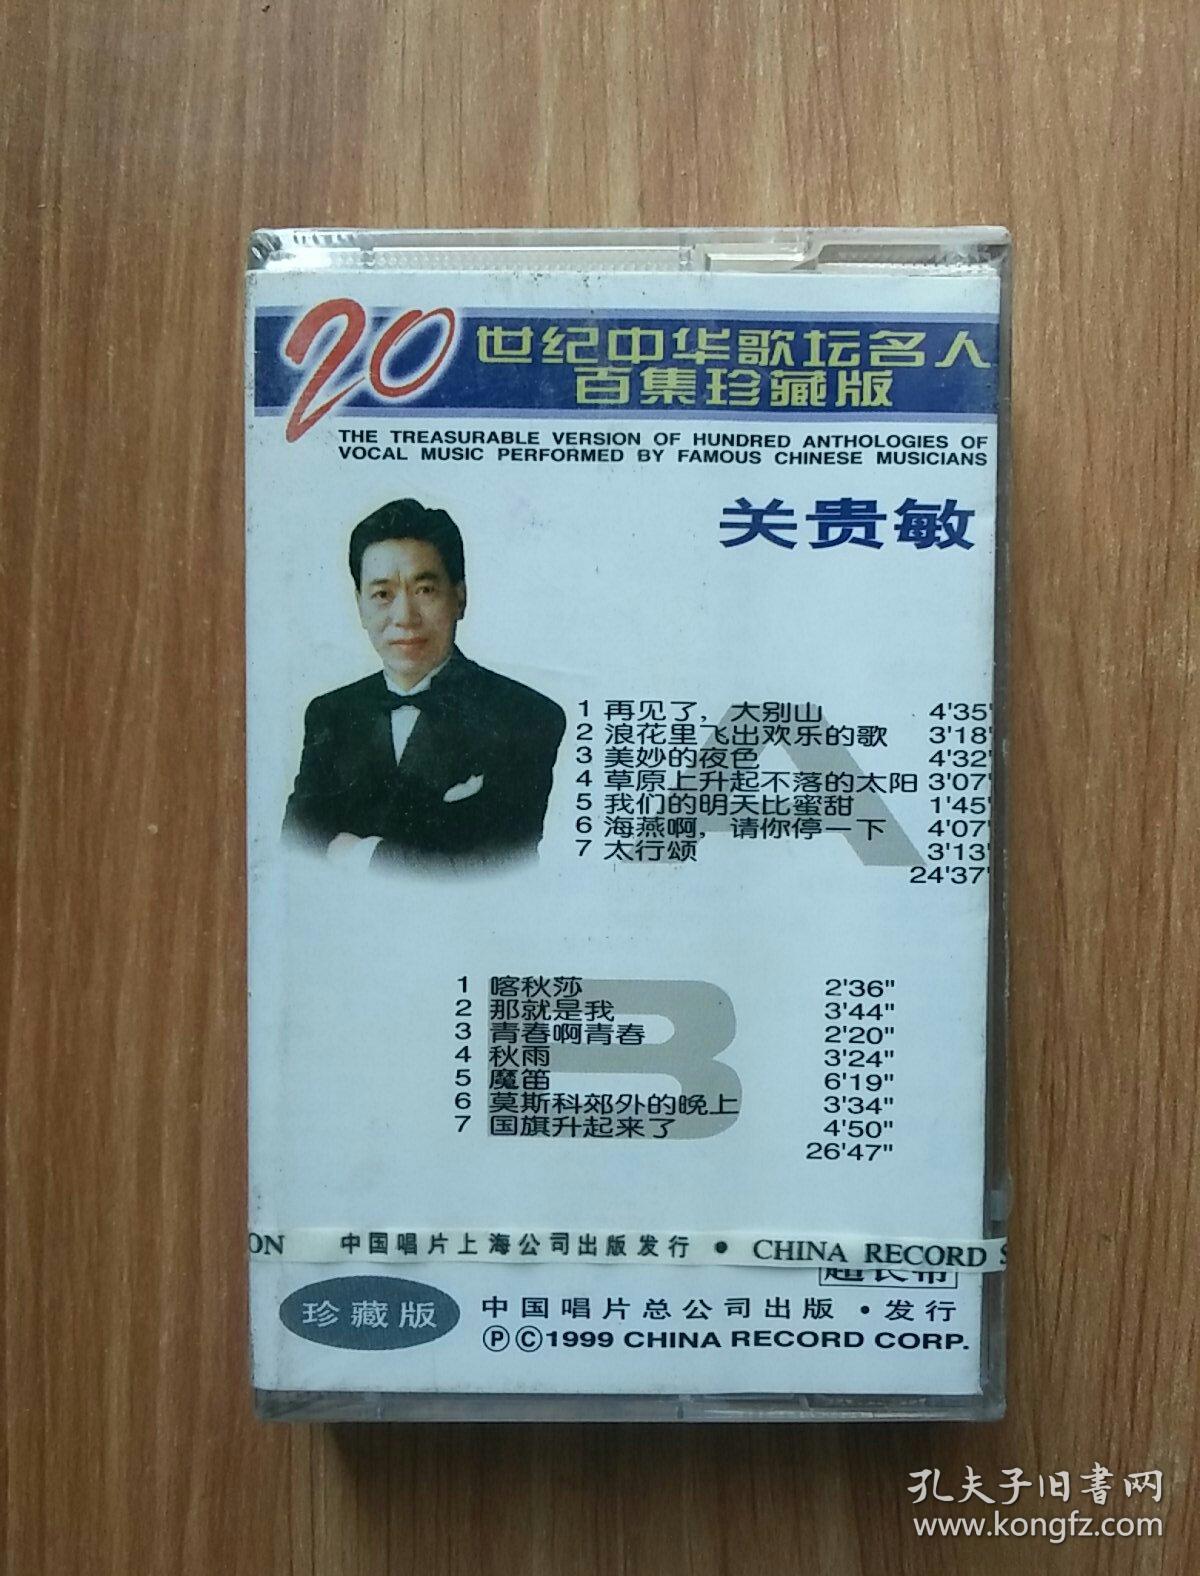 20
世纪中华歌坛名人
百集珍藏版
THE TREASURABLE VERSION OF HUNDRED ANTHOLOGIES OF
VOCAL MUSIC PERFORMED BY FAMOUS CHINESE MUSICIANS
关贵敏
A
1 再见了，大别山 4'35'
2 浪花里飞出欢乐的歌 3'18'
3 美妙的夜色 4'32'
4 草原上升起不落的太阳 3'07'
5 我们的明天比蜜甜 1'45'
6 海燕啊，请你停一下 4'07'
7 太行颂 3'13'
24'37'
B
1 喀秋莎 2'36"
2 那就是我 3'44"
3 青春啊青春 2'20"
4 秋雨 3'24"
5 魔笛 6'19"
6 莫斯科郊外的晚上 3'34"
7 国旗升起来了 4'50"
26'47"
ON 中国唱片上海公司出版发行 • CHINA RECORD S
珍藏版
中国唱片总公司出版·发行
Ⓟ©1999 CHINA RECORD CORP.
孔夫子旧书网
www.kongfz.com